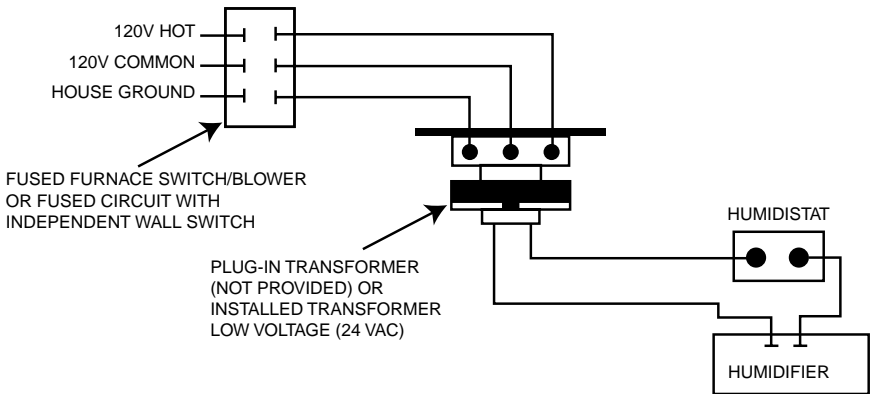 120V HOT
120V COMMON
HOUSE GROUND
FUSED FURNACE SWITCH/BLOWER
OR FUSED CIRCUIT WITH
INDEPENDENT WALL SWITCH
PLUG-IN TRANSFORMER
(NOT PROVIDED) OR
INSTALLED TRANSFORMER
LOW VOLTAGE (24 VAC)
HUMIDISTAT
HUMIDIFIER